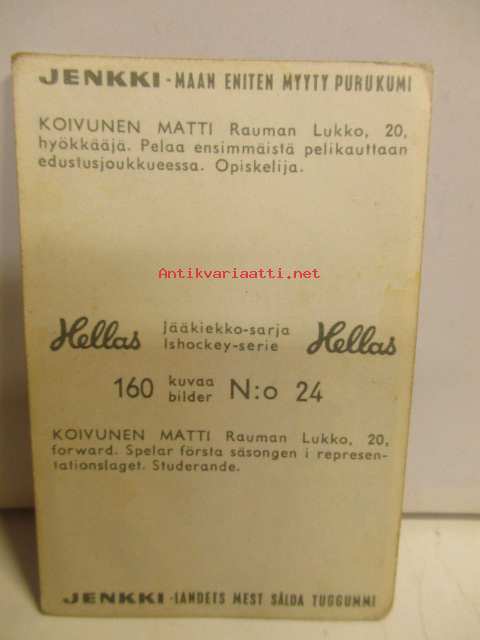 JENKKI - MAAN ENITEN MYYTY PURUKUMI
KOIVUNEN MATTI Rauman Lukko, 20,
hyökkääjä. Pelaa ensimmäistä pelikauttaan
edustusjoukkueessa. Opiskelija.
Antikvariaatti.net
Hellas jääkiekko-sarja Hellas
Ishockey-serie
160 kuvaa N:o 24
bilder
KOIVUNEN MATTI Rauman Lukko, 20,
forward. Spelar första säsongen i represen-
tationslaget. Studerande.
JENKKI - LANDETS MEST SÅLDA TUGGUMMI